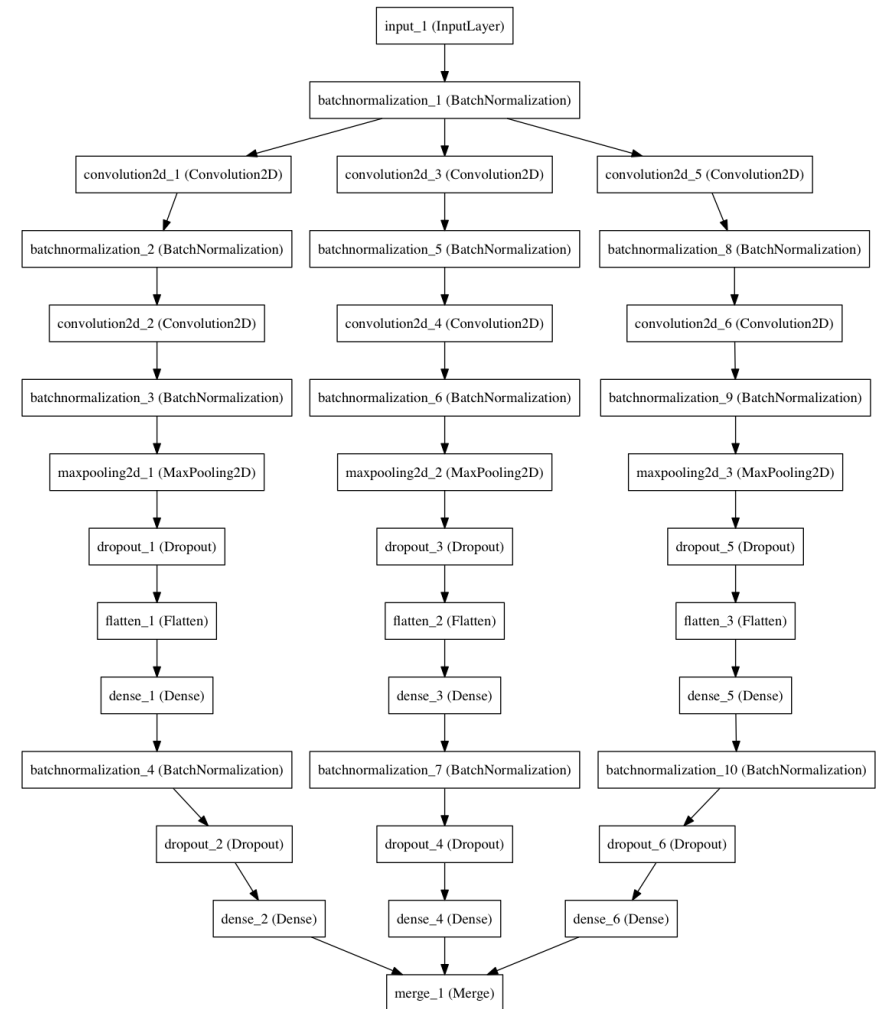 input_1 (InputLayer)
batchnormalization_1 (BatchNormalization)
convolution2d_1 (Convolution2D)
convolution2d_3 (Convolution2D)
convolution2d_5 (Convolution2D)
batchnormalization_2 (BatchNormalization)
batchnormalization_5 (BatchNormalization)
batchnormalization_8 (BatchNormalization)
convolution2d_2 (Convolution2D)
convolution2d_4 (Convolution2D)
convolution2d_6 (Convolution2D)
batchnormalization_3 (BatchNormalization)
batchnormalization_6 (BatchNormalization)
batchnormalization_9 (BatchNormalization)
maxpooling2d_1 (MaxPooling2D)
maxpooling2d_2 (MaxPooling2D)
maxpooling2d_3 (MaxPooling2D)
dropout_1 (Dropout)
dropout_3 (Dropout)
dropout_5 (Dropout)
flatten_1 (Flatten)
flatten_2 (Flatten)
flatten_3 (Flatten)
dense_1 (Dense)
dense_3 (Dense)
dense_5 (Dense)
batchnormalization_4 (BatchNormalization)
batchnormalization_7 (BatchNormalization)
batchnormalization_10 (BatchNormalization)
dropout_2 (Dropout)
dropout_4 (Dropout)
dropout_6 (Dropout)
dense_2 (Dense)
dense_4 (Dense)
dense_6 (Dense)
merge_1 (Merge)